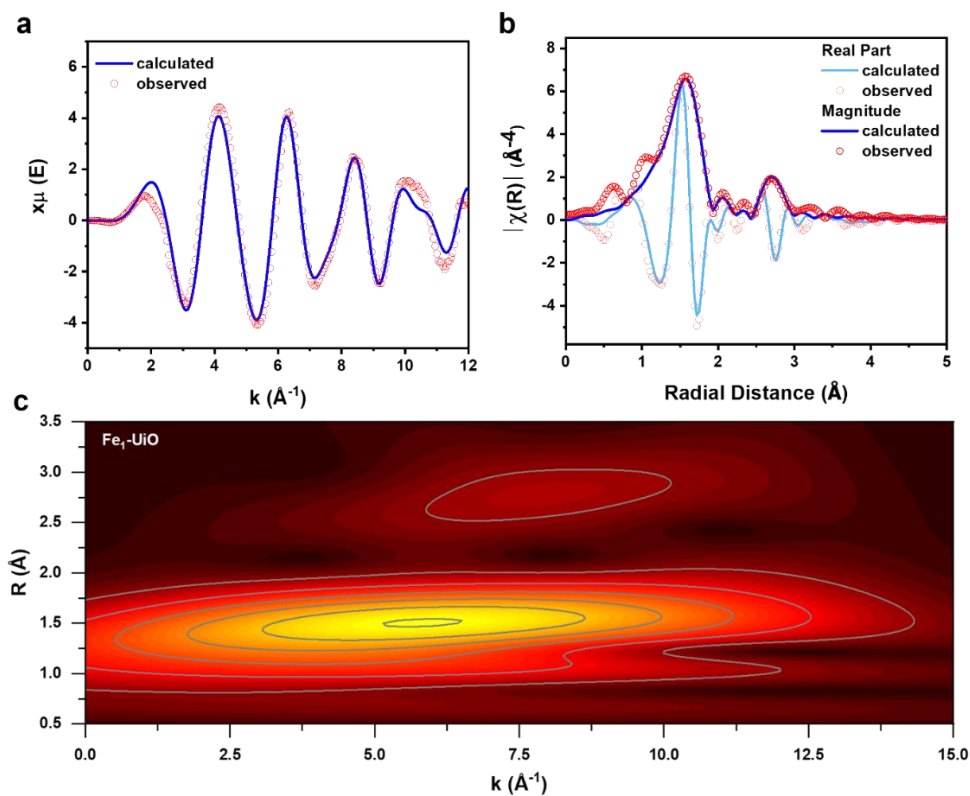 a
6
4
2
0
-2
-4
xμ (E)
calculated
observed
0 2 4 6 8 10 12
k (Å⁻¹)
b
8
6
4
2
0
-2
-4
|χ(R)| (Å⁻⁴)
Real Part
calculated
observed
Magnitude
calculated
observed
0 1 2 3 4 5
Radial Distance (Å)
c
3.5
3.0
2.5
2.0
1.5
1.0
0.5
R (Å)
Fe₁-UiO
0.0 2.5 5.0 7.5 10.0 12.5 15.0
k (Å⁻¹)